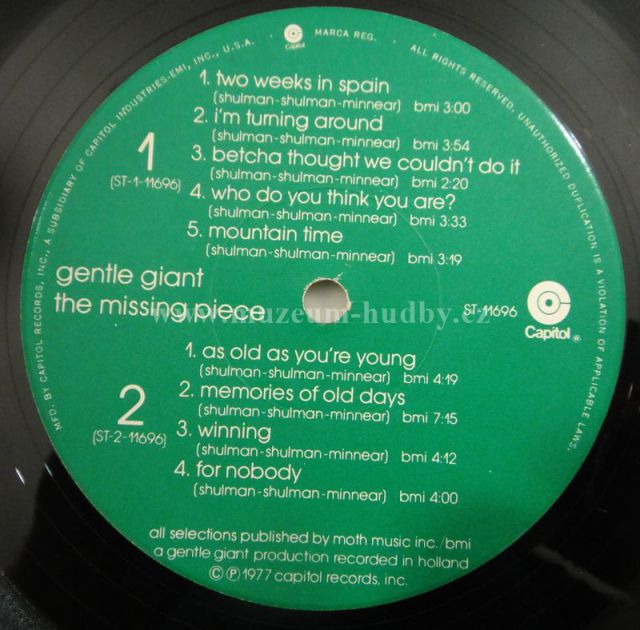 MFD. BY CAPITOL RECORDS, INC., A SUBSIDIARY OF CAPITOL INDUSTRIES-EMI, INC., U.S.A. • Capitol • MARCA REG. • ALL RIGHTS RESERVED. UNAUTHORIZED DUPLICATION IS A VIOLATION OF APPLICABLE LAWS.
1
(ST-1-11696)
1. two weeks in spain
(shulman-shulman-minnear) bmi 3:00
2. i'm turning around
(shulman-shulman-minnear) bmi 3:54
3. betcha thought we couldn't do it
(shulman-shulman-minnear) bmi 2:20
4. who do you think you are?
(shulman-shulman-minnear) bmi 3:33
5. mountain time
(shulman-shulman-minnear) bmi 3:19
gentle giant
the missing piece
ST-11696
Capitol®
www.muzeum-hudby.cz
2
(ST-2-11696)
1. as old as you're young
(shulman-shulman-minnear) bmi 4:19
2. memories of old days
(shulman-shulman-minnear) bmi 7:15
3. winning
(shulman-shulman-minnear) bmi 4:12
4. for nobody
(shulman-shulman-minnear) bmi 4:00
all selections published by moth music inc./bmi
a gentle giant production recorded in holland
© ℗ 1977 capitol records, inc.